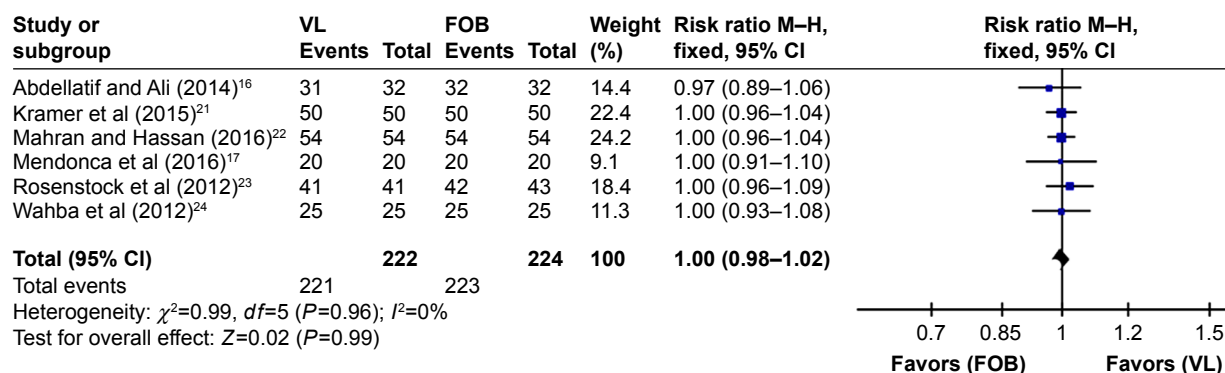 Study or subgroup VL Events Total FOB Events Total Weight (%) Risk ratio M–H, fixed, 95% CI Risk ratio M–H, fixed, 95% CI
Abdellatif and Ali (2014)16 31 32 32 32 14.4 0.97 (0.89–1.06)
Kramer et al (2015)21 50 50 50 50 22.4 1.00 (0.96–1.04)
Mahran and Hassan (2016)22 54 54 54 54 24.2 1.00 (0.96–1.04)
Mendonca et al (2016)17 20 20 20 20 9.1 1.00 (0.91–1.10)
Rosenstock et al (2012)23 41 41 42 43 18.4 1.00 (0.96–1.09)
Wahba et al (2012)24 25 25 25 25 11.3 1.00 (0.93–1.08)
Total (95% CI) 222 224 100 1.00 (0.98–1.02)
Total events 221 223
Heterogeneity: χ2=0.99, df=5 (P=0.96); I2=0%
Test for overall effect: Z=0.02 (P=0.99)
0.7 0.85 1 1.2 1.5
Favors (FOB) Favors (VL)